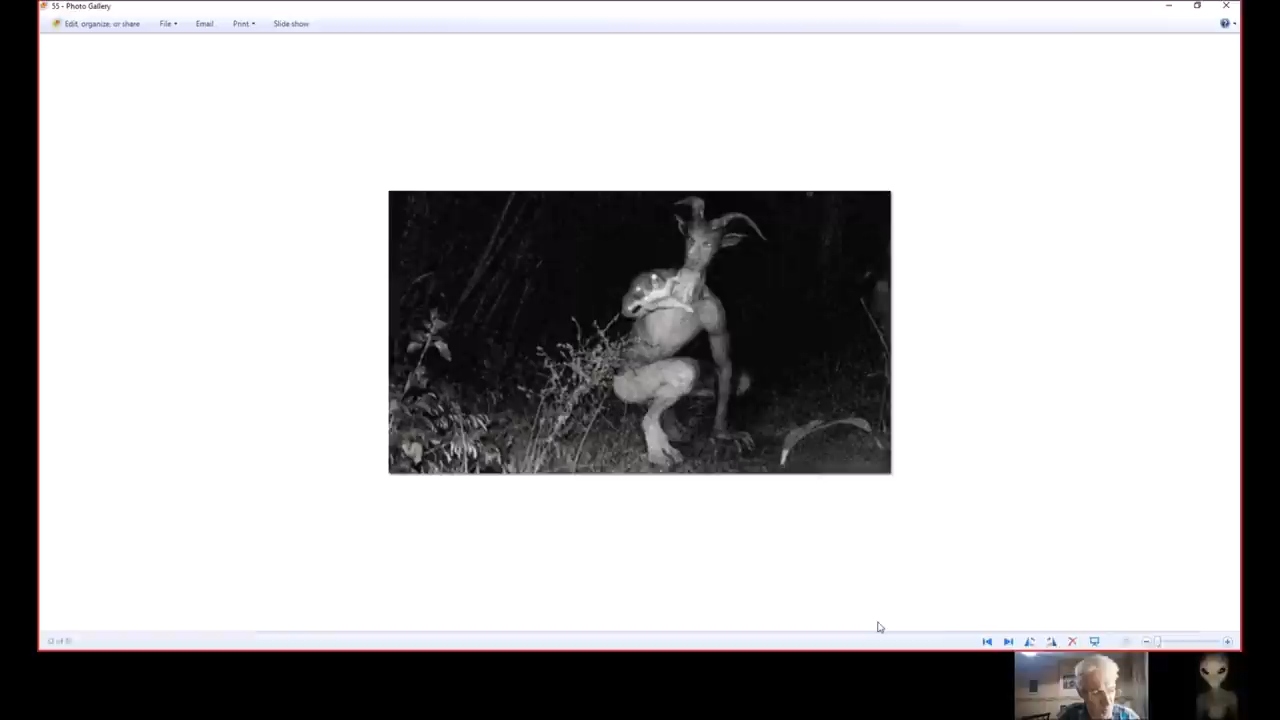 55 - Photo Gallery
Edit, organize, or share File Email Print Slide show